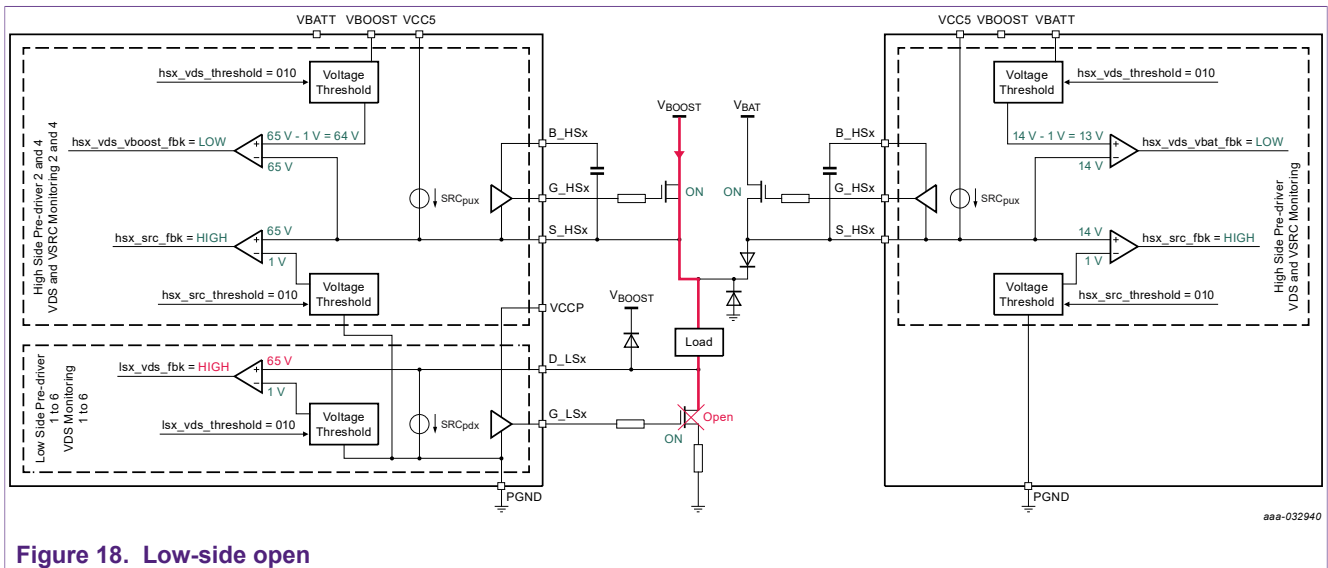 VBATT VBOOST VCC5
hsx_vds_threshold = 010
Voltage
Threshold
hsx_vds_vboost_fbk = LOW
+
65 V - 1 V = 64 V
−
65 V
High Side Pre-driver 2 and 4
VDS and VSRC Monitoring 2 and 4
SRCpux
hsx_src_fbk = HIGH
+
65 V
−
1 V
hsx_src_threshold = 010
Voltage
Threshold
B_HSx
G_HSx
S_HSx
VCCP
D_LSx
G_LSx
PGND
Low Side Pre-driver
1 to 6
VDS Monitoring
1 to 6
lsx_vds_fbk = HIGH
+
65 V
−
1 V
lsx_vds_threshold = 010
Voltage
Threshold
SRCpdx
VBOOST
ON
VBAT
ON
VBOOST
Load
Open
ON
VCC5 VBOOST VBATT
Voltage
Threshold
hsx_vds_threshold = 010
14 V - 1 V = 13 V
+
−
14 V
hsx_vds_vbat_fbk = LOW
B_HSx
G_HSx
S_HSx
SRCpux
14 V
+
−
1 V
hsx_src_fbk = HIGH
Voltage
Threshold
hsx_src_threshold = 010
High Side Pre-driver
VDS and VSRC Monitoring
PGND
aaa-032940
Figure 18. Low-side open